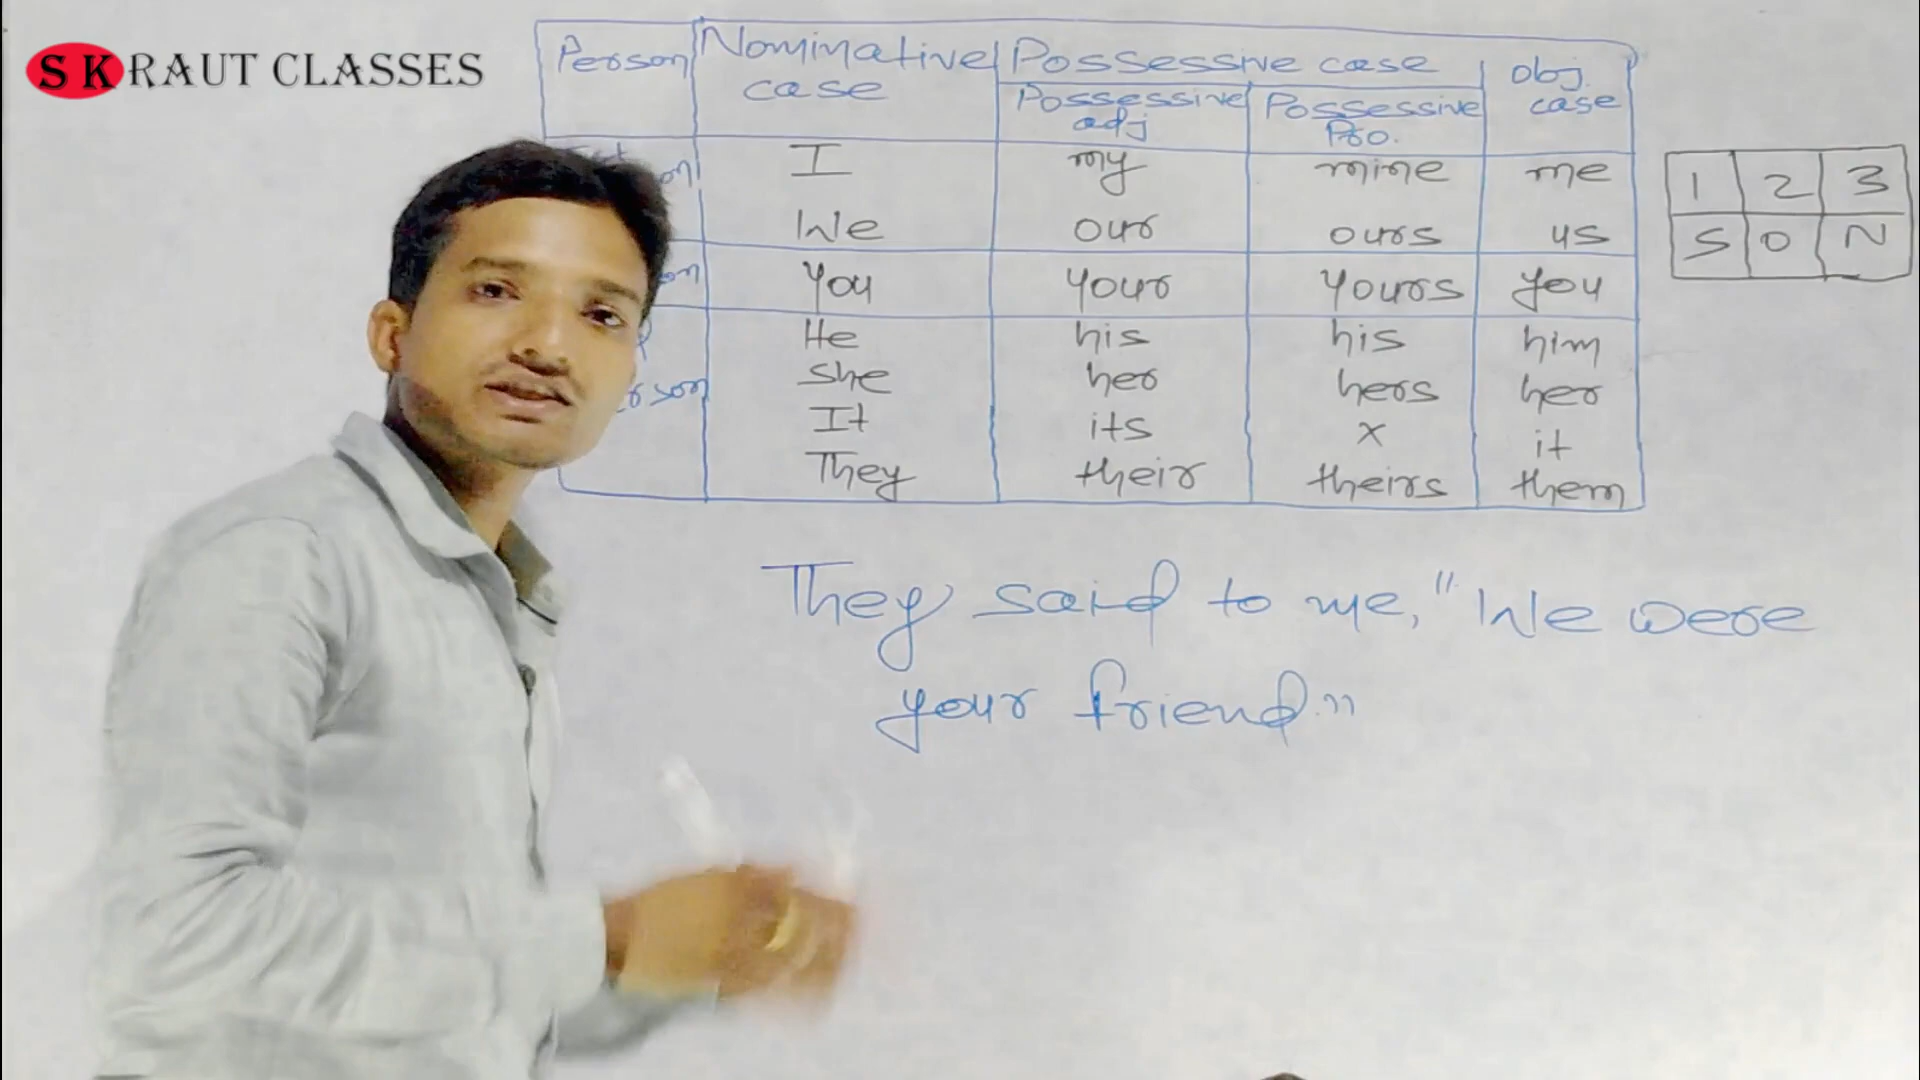 S K RAUT CLASSES
Person Nominative case Possessive case Obj. case
Possessive adj Possessive Pro.
I my mine me
We our ours us
You your yours you
He his his him
She her hers her
It its x it
They their theirs them
1 2 3
S O N
They said to me, "We were
your friend."